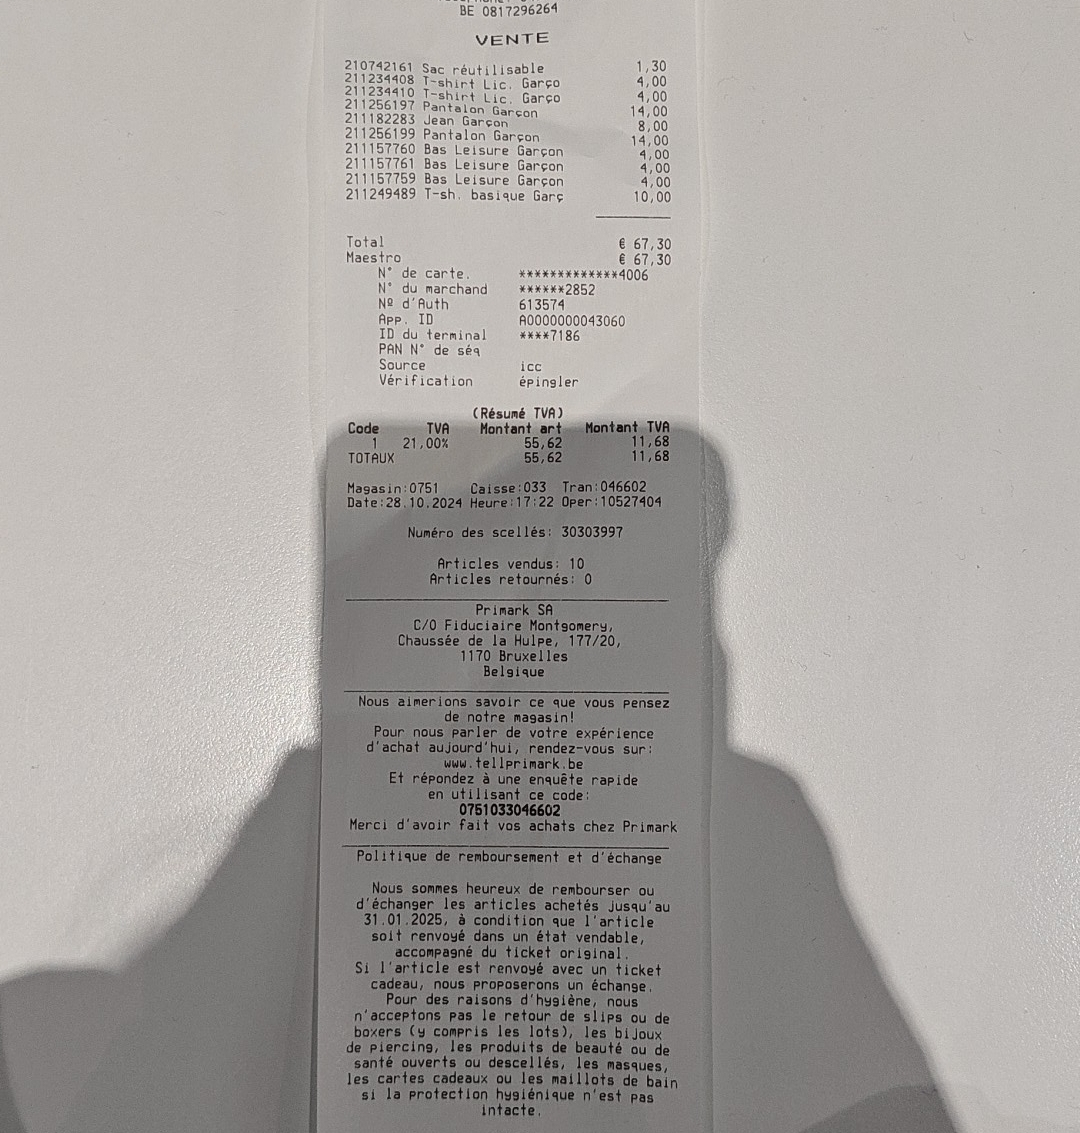 BE 0817296264
VENTE
210742161 Sac réutilisable 1,30
211234408 T-shirt Lic. Garço 4,00
211234410 T-shirt Lic. Garço 4,00
211256197 Pantalon Garçon 14,00
211182283 Jean Garçon 8,00
211256199 Pantalon Garçon 14,00
211157760 Bas Leisure Garçon 4,00
211157761 Bas Leisure Garçon 4,00
211157759 Bas Leisure Garçon 4,00
211249489 T-sh. basique Garç 10,00
Total € 67,30
Maestro € 67,30
N° de carte. *************4006
N° du marchand ******2852
Nº d'Auth 613574
App. ID A0000000043060
ID du terminal ****7186
PAN N° de séq
Source icc
Vérification épingler
(Résumé TVA)
Code TVA Montant art Montant TVA
1 21,00% 55,62 11,68
TOTAUX 55,62 11,68
Magasin:0751 Caisse:033 Tran:046602
Date:28.10.2024 Heure:17:22 Oper:10527404
Numéro des scellés: 30303997
Articles vendus: 10
Articles retournés: 0
Primark SA
C/O Fiduciaire Montgomery,
Chaussée de la Hulpe, 177/20,
1170 Bruxelles
Belgique
Nous aimerions savoir ce que vous pensez
de notre magasin!
Pour nous parler de votre expérience
d'achat aujourd'hui, rendez-vous sur:
www.tellprimark.be
Et répondez à une enquête rapide
en utilisant ce code:
0751033046602
Merci d'avoir fait vos achats chez Primark
Politique de remboursement et d'échange
Nous sommes heureux de rembourser ou
d'échanger les articles achetés jusqu'au
31.01.2025, à condition que l'article
soit renvoyé dans un état vendable,
accompagné du ticket original.
Si l'article est renvoyé avec un ticket
cadeau, nous proposerons un échange.
Pour des raisons d'hygiène, nous
n'acceptons pas le retour de slips ou de
boxers (y compris les lots), les bijoux
de piercing, les produits de beauté ou de
santé ouverts ou descellés, les masques,
les cartes cadeaux ou les maillots de bain
si la protection hygiénique n'est pas
intacte.